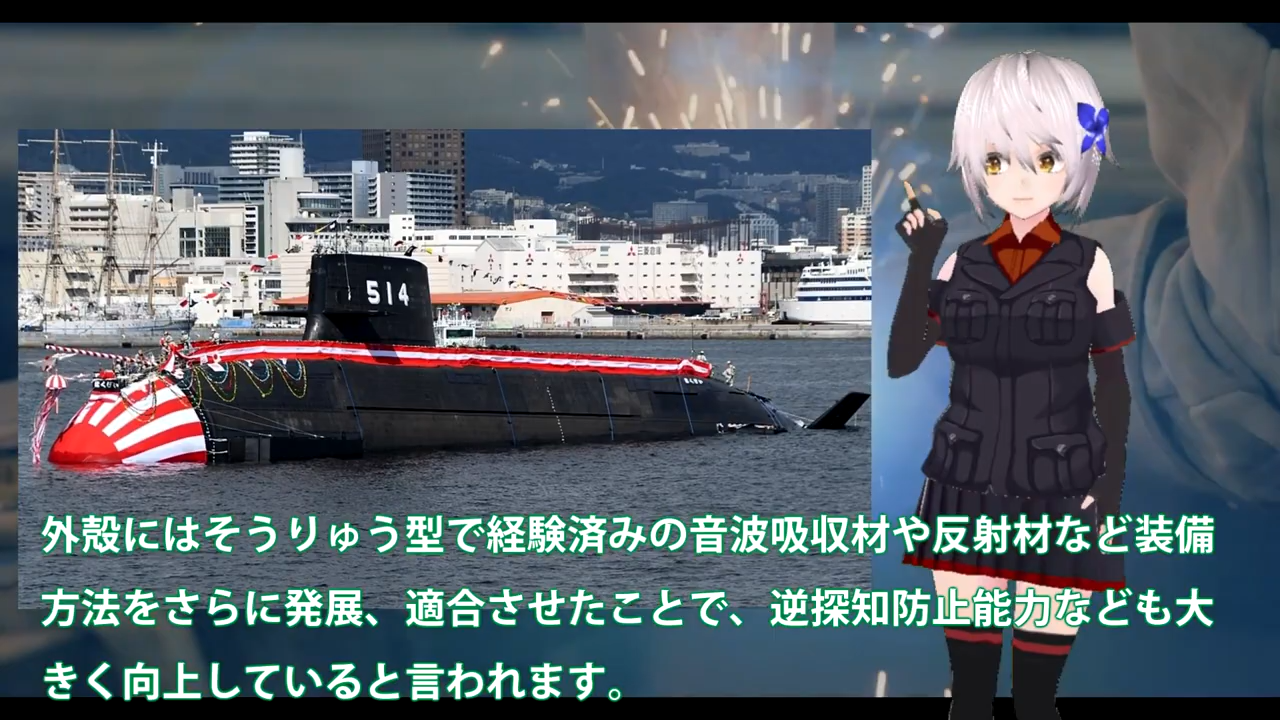 514
外殻にはそうりゅう型で経験済みの音波吸収材や反射材など装備
方法をさらに発展、適合させたことで、逆探知防止能力なども大
きく向上していると言われます。